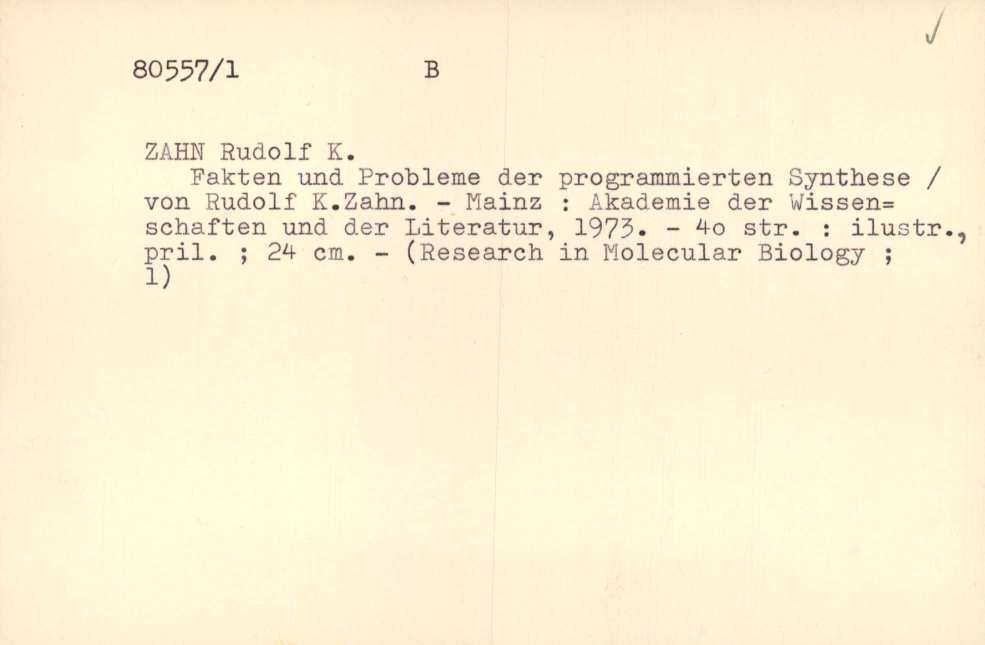 80557/1 B
ZAHN Rudolf K.
Fakten und Probleme der programmierten Synthese /
von Rudolf K.Zahn. - Mainz : Akademie der Wissen=
schaften und der Literatur, 1973. - 4o str. : ilustr.,
pril. ; 24 cm. - (Research in Molecular Biology ;
1)